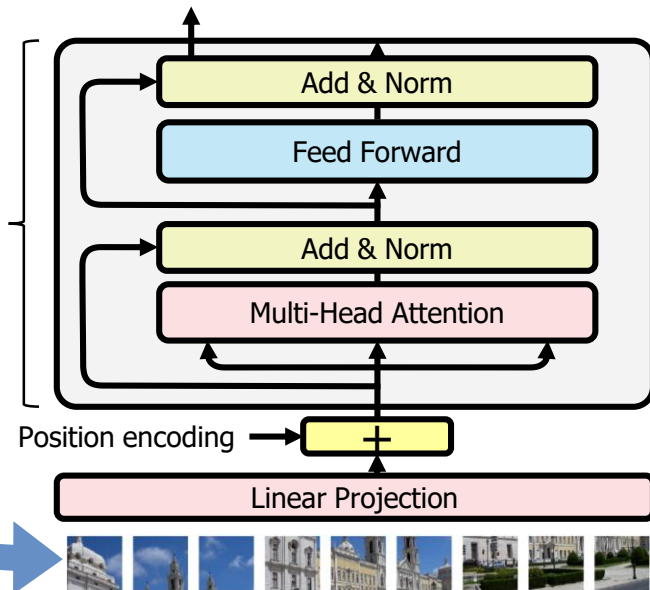 Add & Norm
Feed Forward
Add & Norm
Multi-Head Attention
Position encoding
+
Linear Projection